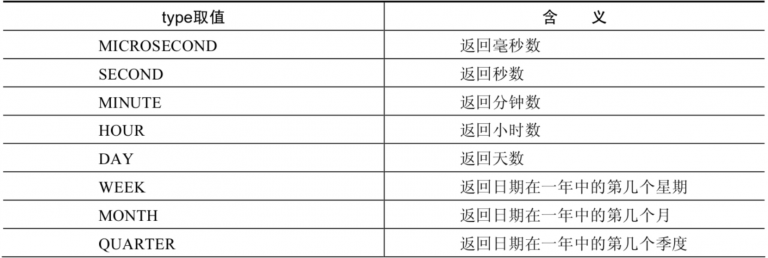 type取值 含 义
MICROSECOND 返回毫秒数
SECOND 返回秒数
MINUTE 返回分钟数
HOUR 返回小时数
DAY 返回天数
WEEK 返回日期在一年中的第几个星期
MONTH 返回日期在一年中的第几个月
QUARTER 返回日期在一年中的第几个季度